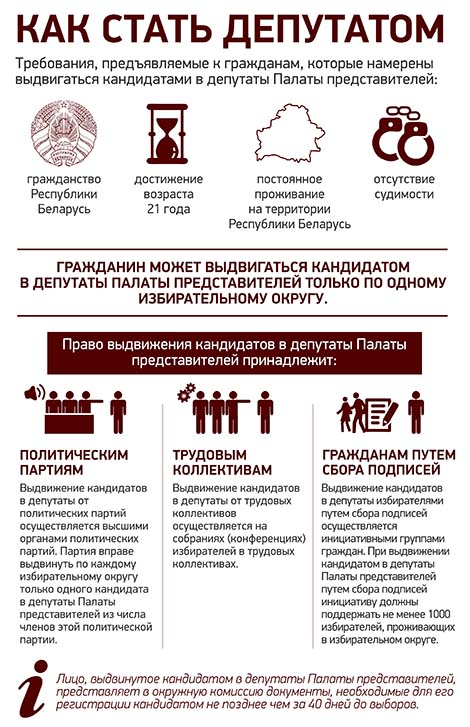 КАК СТАТЬ ДЕПУТАТОМ
Требования, предъявляемые к гражданам, которые намерены
выдвигаться кандидатами в депутаты Палаты представителей:
гражданство
Республики
Беларусь
достижение
возраста
21 года
постоянное
проживание
на территории
Республики Беларусь
отсутствие
судимости
ГРАЖДАНИН МОЖЕТ ВЫДВИГАТЬСЯ КАНДИДАТОМ
В ДЕПУТАТЫ ПАЛАТЫ ПРЕДСТАВИТЕЛЕЙ ТОЛЬКО ПО ОДНОМУ
ИЗБИРАТЕЛЬНОМУ ОКРУГУ.
Право выдвижения кандидатов в депутаты Палаты
представителей принадлежит:
ПОЛИТИЧЕСКИМ
ПАРТИЯМ
Выдвижение кандидатов
в депутаты от
политических партий
осуществляется высшими
органами политических
партий. Партия вправе
выдвинуть по каждому
избирательному округу
только одного кандидата
в депутаты Палаты
представителей из числа
членов этой политической
партии.
ТРУДОВЫМ
КОЛЛЕКТИВАМ
Выдвижение кандидатов
в депутаты от трудовых
коллективов
осуществляется на
собраниях (конференциях)
избирателей в трудовых
коллективах.
ГРАЖДАНАМ ПУТЕМ
СБОРА ПОДПИСЕЙ
Выдвижение кандидатов
в депутаты избирателями
путем сбора подписей
осуществляется
инициативными группами
граждан. При выдвижении
кандидатом в депутаты
Палаты представителей
путем сбора подписей
инициативу должны
поддержать не менее 1000
избирателей, проживающих
в избирательном округе.
Лицо, выдвинутое кандидатом в депутаты Палаты представителей,
представляет в окружную комиссию документы, необходимые для его
регистрации кандидатом не позднее чем за 40 дней до выборов.